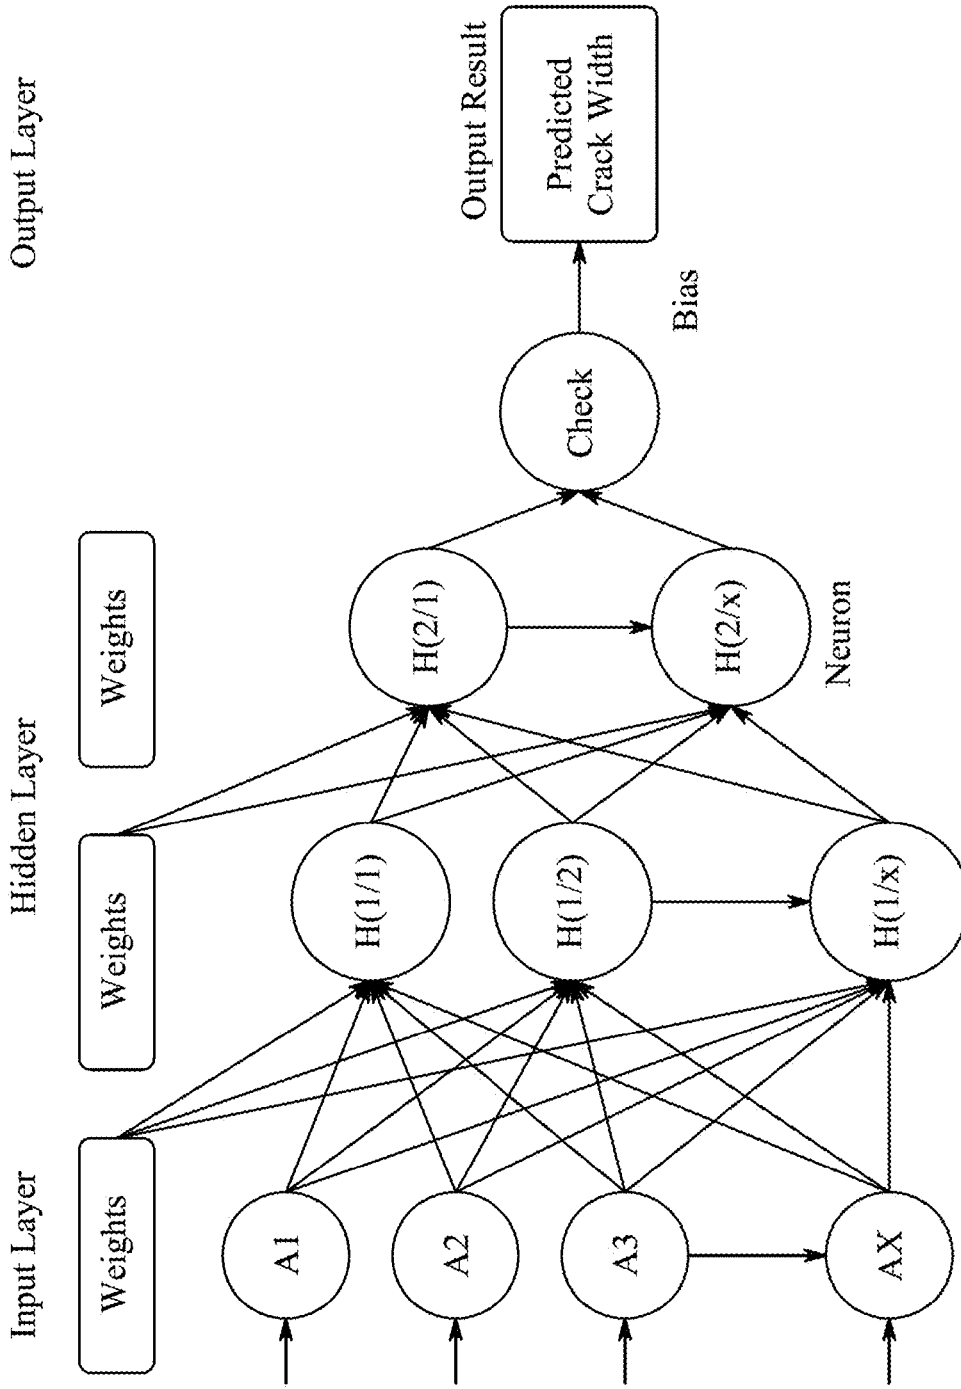 Input Layer
Hidden Layer
Output Layer
Weights
Weights
Weights
A1
A2
A3
AX
H(1/1)
H(1/2)
H(1/x)
H(2/1)
H(2/x)
Neuron
Check
Bias
Output Result
Predicted
Crack Width